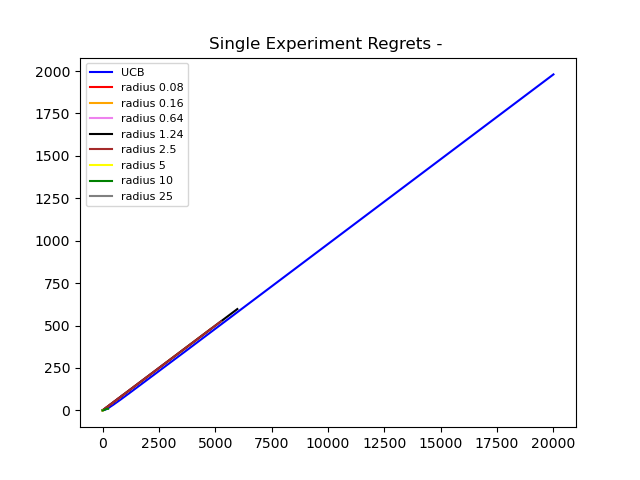 Single Experiment Regrets -
UCB
radius 0.08
radius 0.16
radius 0.64
radius 1.24
radius 2.5
radius 5
radius 10
radius 25
2000
1750
1500
1250
1000
750
500
250
0
0 2500 5000 7500 10000 12500 15000 17500 20000